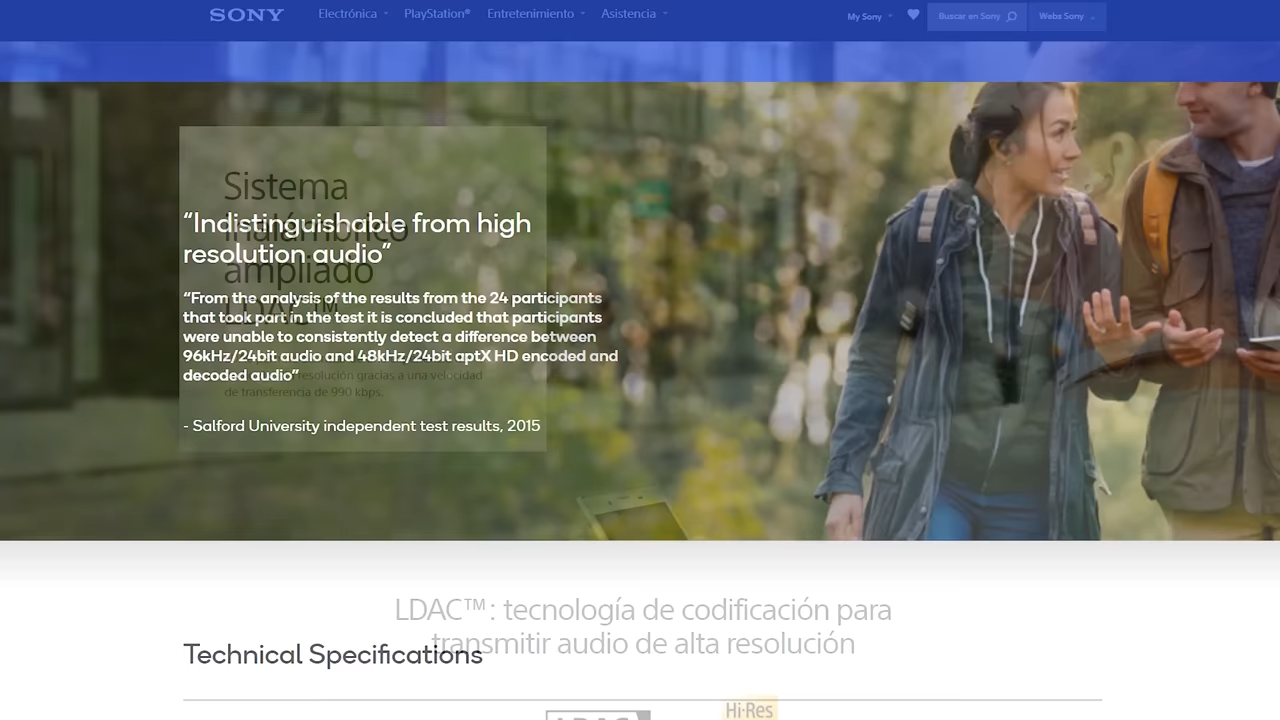 SONY
Electrónica
PlayStation®
Entretenimiento
Asistencia
My Sony
Buscar en Sony
Webs Sony
Sistema
inalámbrico
ampliado
LDAC™
“Indistinguishable from high
resolution audio”
“From the analysis of the results from the 24 participants
that took part in the test it is concluded that participants
were unable to consistently detect a difference between
96kHz/24bit audio and 48kHz/24bit aptX HD encoded and
decoded audio”
resolución gracias a una velocidad
de transferencia de 990 kbps.
- Salford University independent test results, 2015
LDAC™: tecnología de codificación para
transmitir audio de alta resolución
Technical Specifications
LDAC
Hi-Res